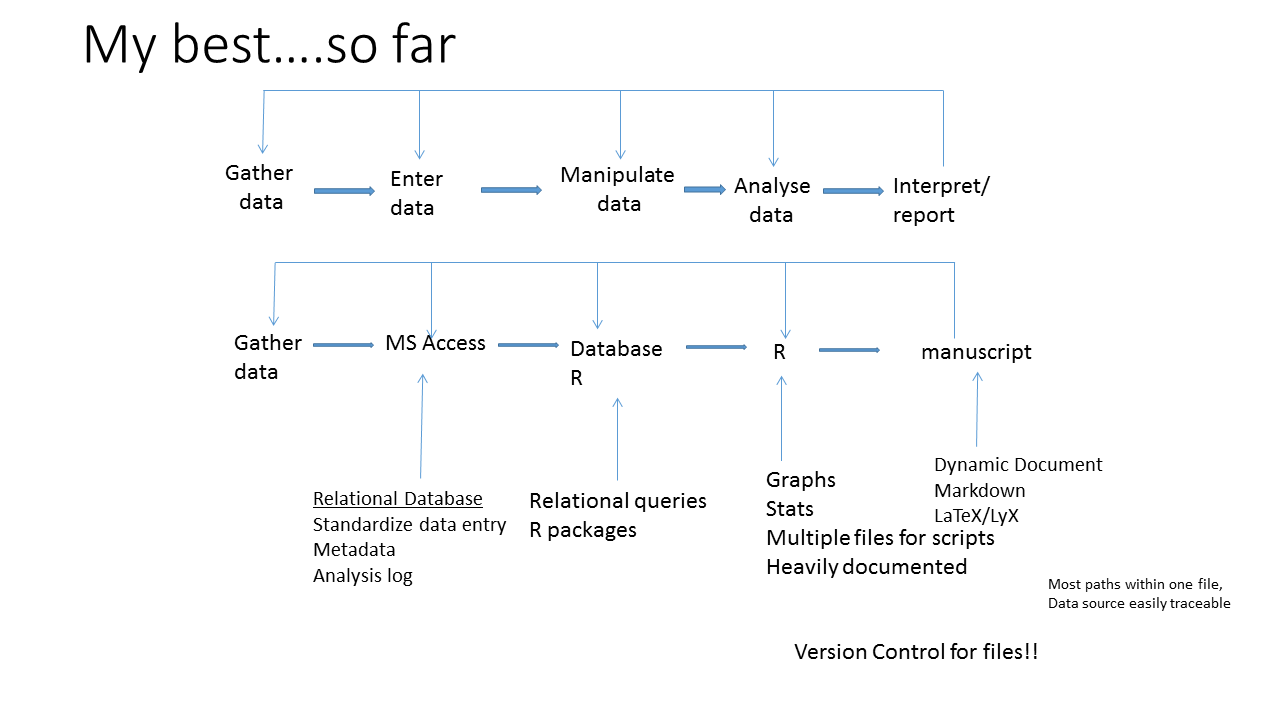 My best....so far
Gather
data
Enter
data
Manipulate
data
Analyse
data
Interpret/
report
Gather
data
MS Access
Database
R
R
manuscript
Relational Database
Standardize data entry
Metadata
Analysis log
Relational queries
R packages
Graphs
Stats
Multiple files for scripts
Heavily documented
Dynamic Document
Markdown
LaTeX/LyX
Most paths within one file,
Data source easily traceable
Version Control for files!!